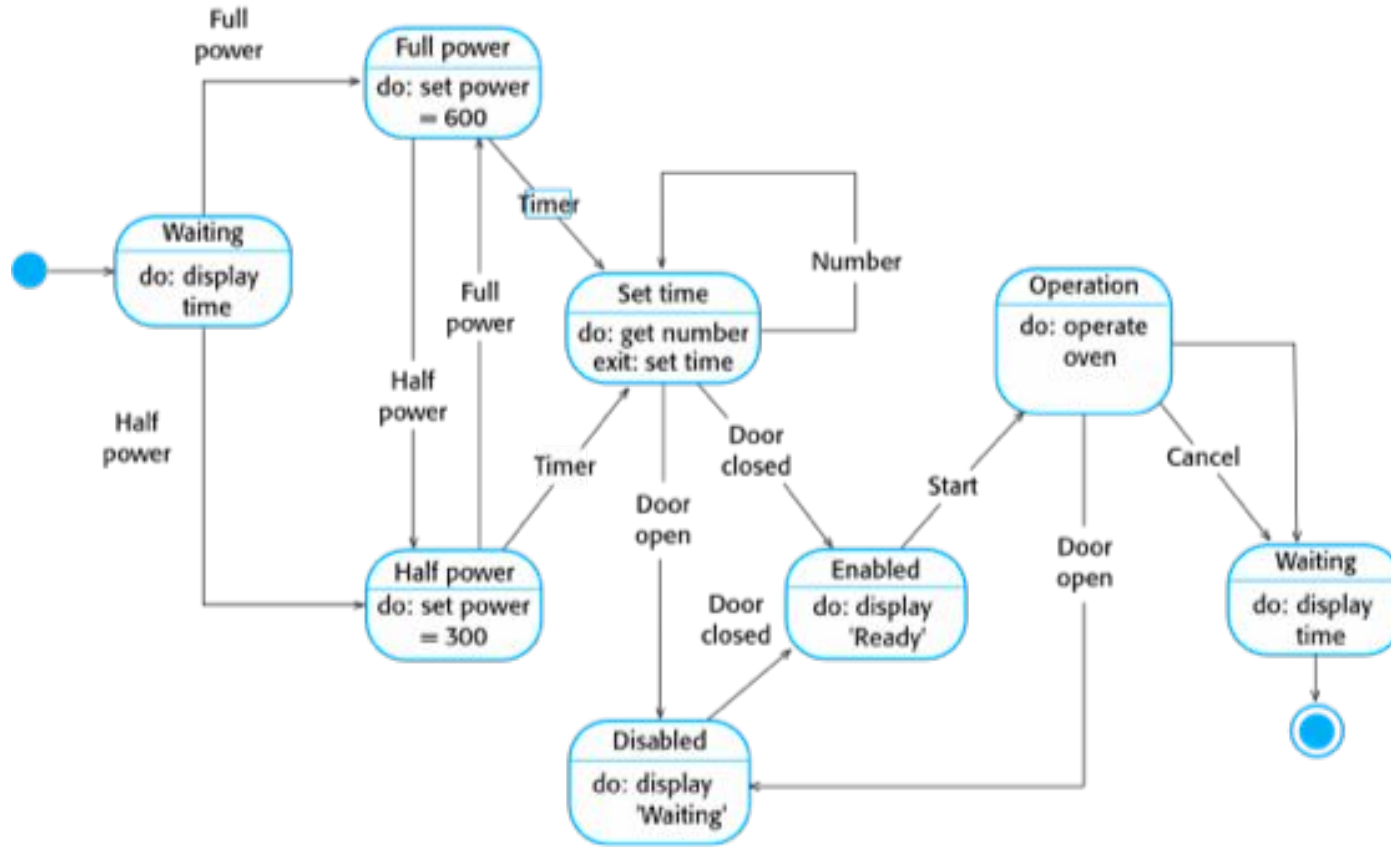 Full
power
Full power
do: set power
= 600
Timer
Waiting
do: display
time
Full
power
Number
Set time
do: get number
exit: set time
Operation
do: operate
oven
Half
power
Half
power
Timer
Door
closed
Cancel
Start
Door
open
Door
open
Half power
do: set power
= 300
Enabled
do: display
'Ready'
Waiting
do: display
time
Door
closed
Disabled
do: display
'Waiting'